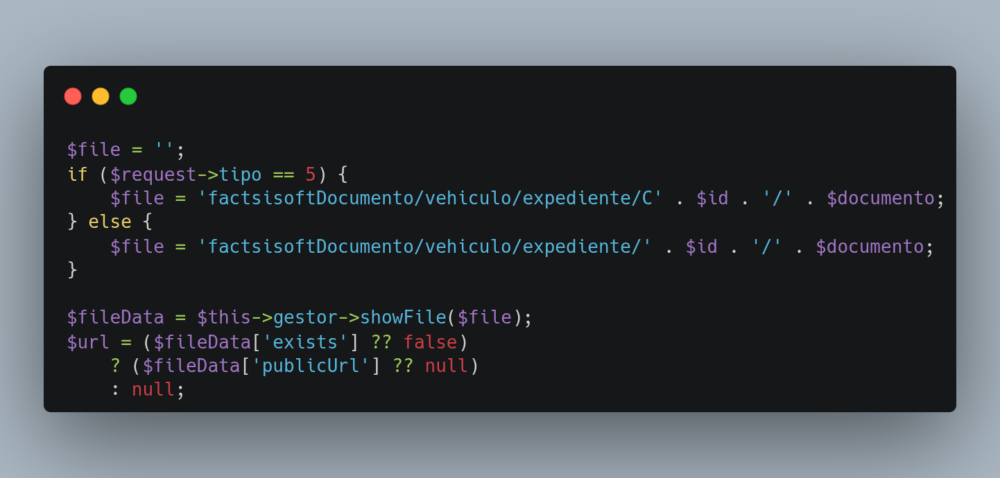 $file = '';
if ($request->tipo == 5) {
    $file = 'factsisoftDocumento/vehiculo/expediente/C' . $id . '/' . $documento;
} else {
    $file = 'factsisoftDocumento/vehiculo/expediente/' . $id . '/' . $documento;
}

$fileData = $this->gestor->showFile($file);
$url = ($fileData['exists'] ?? false)
    ? ($fileData['publicUrl'] ?? null)
    : null;